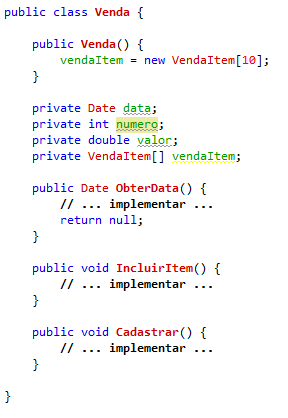 public class Venda {
public Venda() {
vendaItem = new VendaItem[10];
}
private Date data;
private int numero;
private double valor;
private VendaItem[] vendaItem;
public Date ObterData() {
// ... implementar ...
return null;
}
public void IncluirItem() {
// ... implementar ...
}
public void Cadastrar() {
// ... implementar ...
}
}